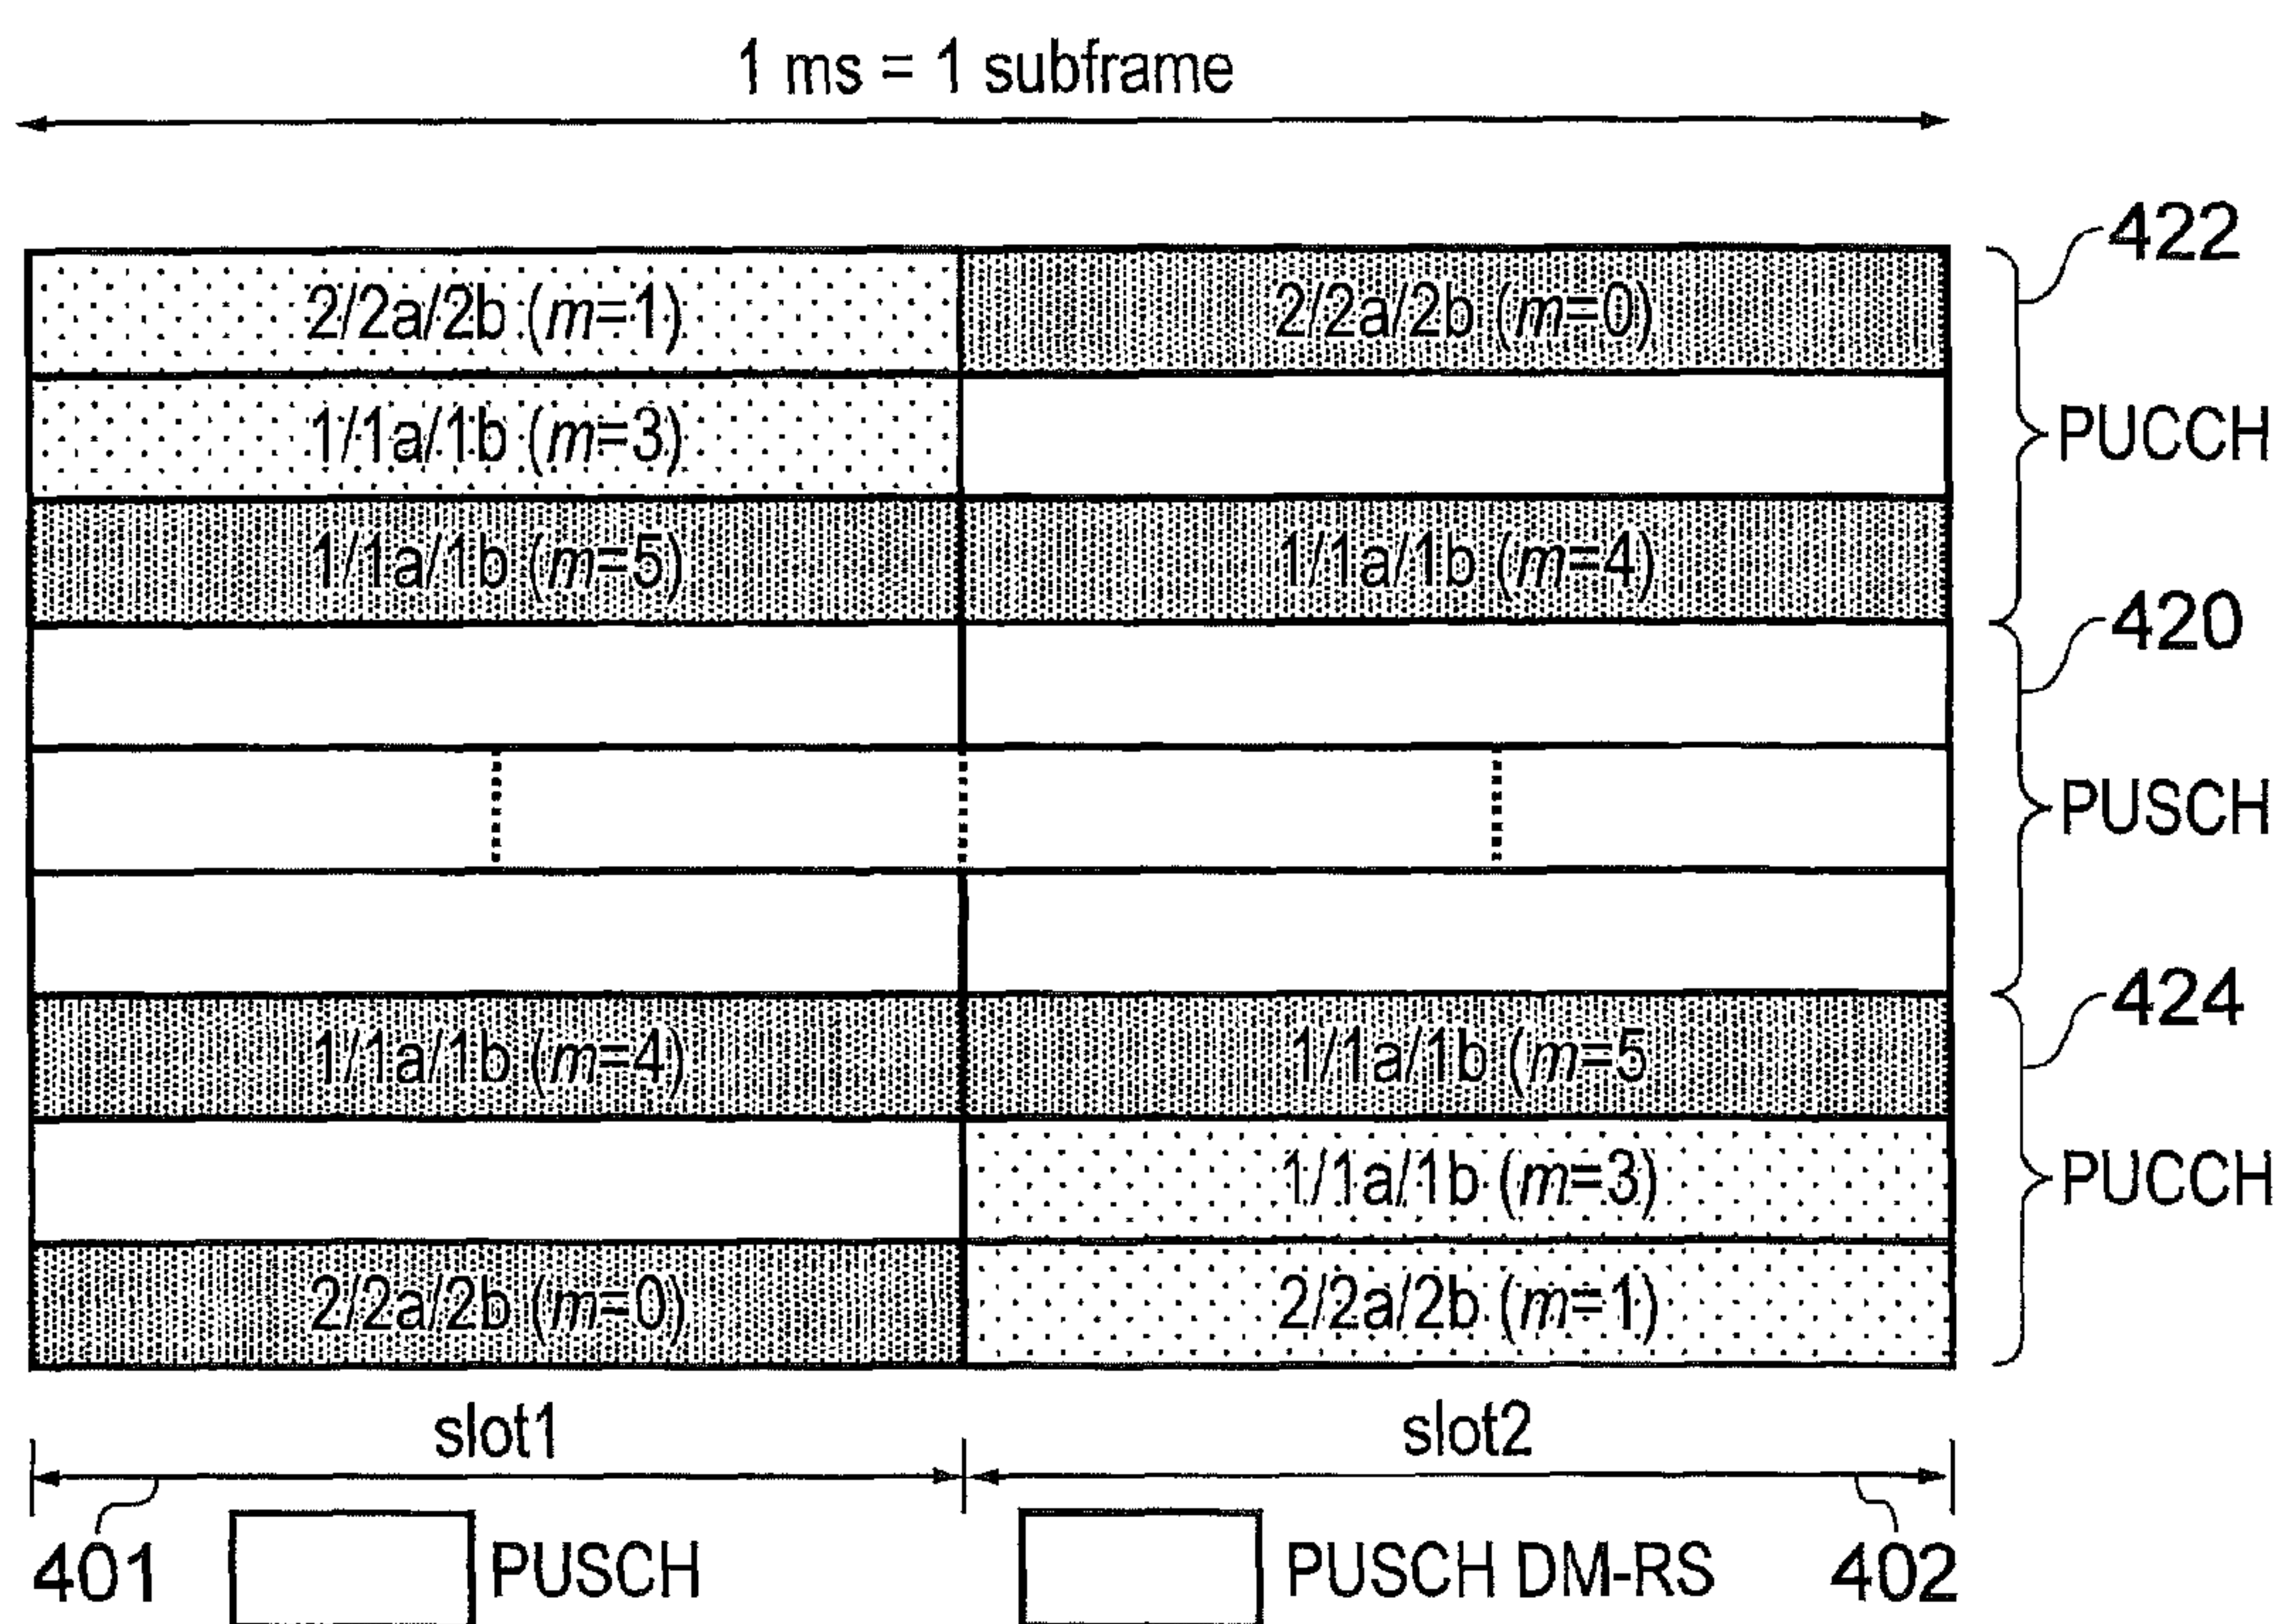 1 ms = 1 subframe
422
2/2a/2b (m=1)
2/2a/2b (m=0)
1/1a/1b (m=3)
PUCCH
1/1a/1b (m=5)
1/1a/1b (m=4)
420
PUSCH
424
1/1a/1b (m=4)
1/1a/1b (m=5
1/1a/1b (m=3)
PUCCH
2/2a/2b (m=0)
2/2a/2b (m=1)
slot1
slot2
401
PUSCH
PUSCH DM-RS
402